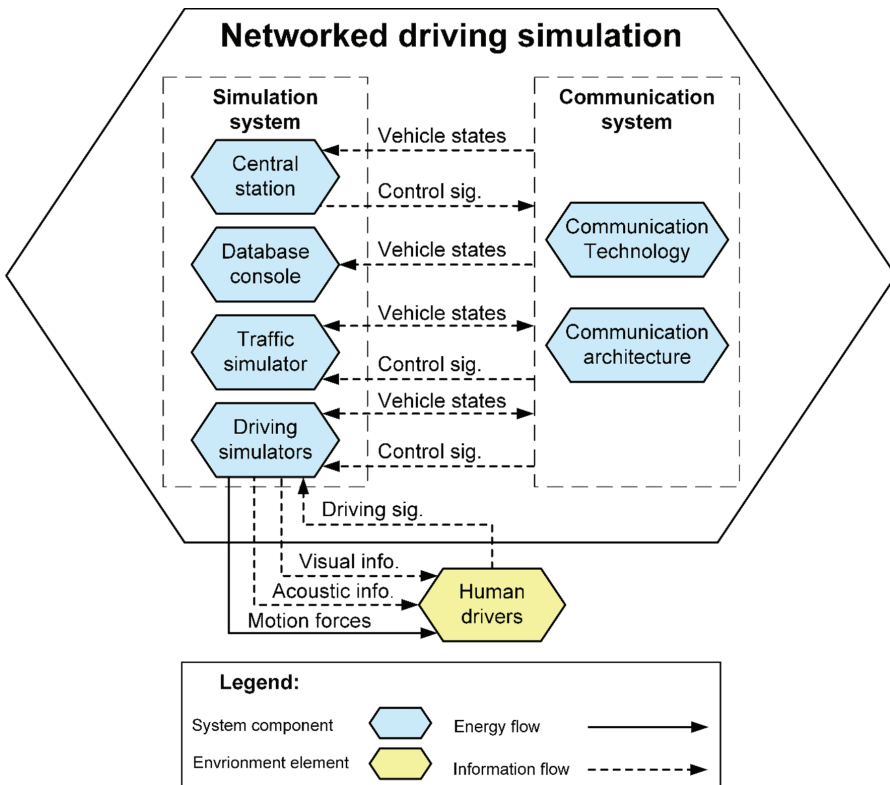 Networked driving simulation
Simulation
system
Communication
system
Central
station
Vehicle states
Control sig.
Communication
Technology
Database
console
Vehicle states
Traffic
simulator
Vehicle states
Control sig.
Communication
architecture
Driving
simulators
Vehicle states
Control sig.
Driving sig.
Visual info.
Acoustic info.
Motion forces
Human
drivers
Legend:
System component
Energy flow
Envrionment element
Information flow